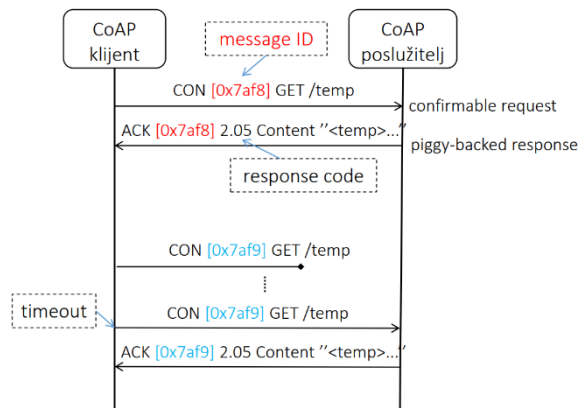 CoAP
klijent
message ID
CoAP
poslužitelj
CON [0x7af8] GET /temp
confirmable request
ACK [0x7af8] 2.05 Content ’’<temp>...’’
piggy-backed response
response code
CON [0x7af9] GET /temp
timeout
CON [0x7af9] GET /temp
ACK [0x7af9] 2.05 Content ’’<temp>...’’